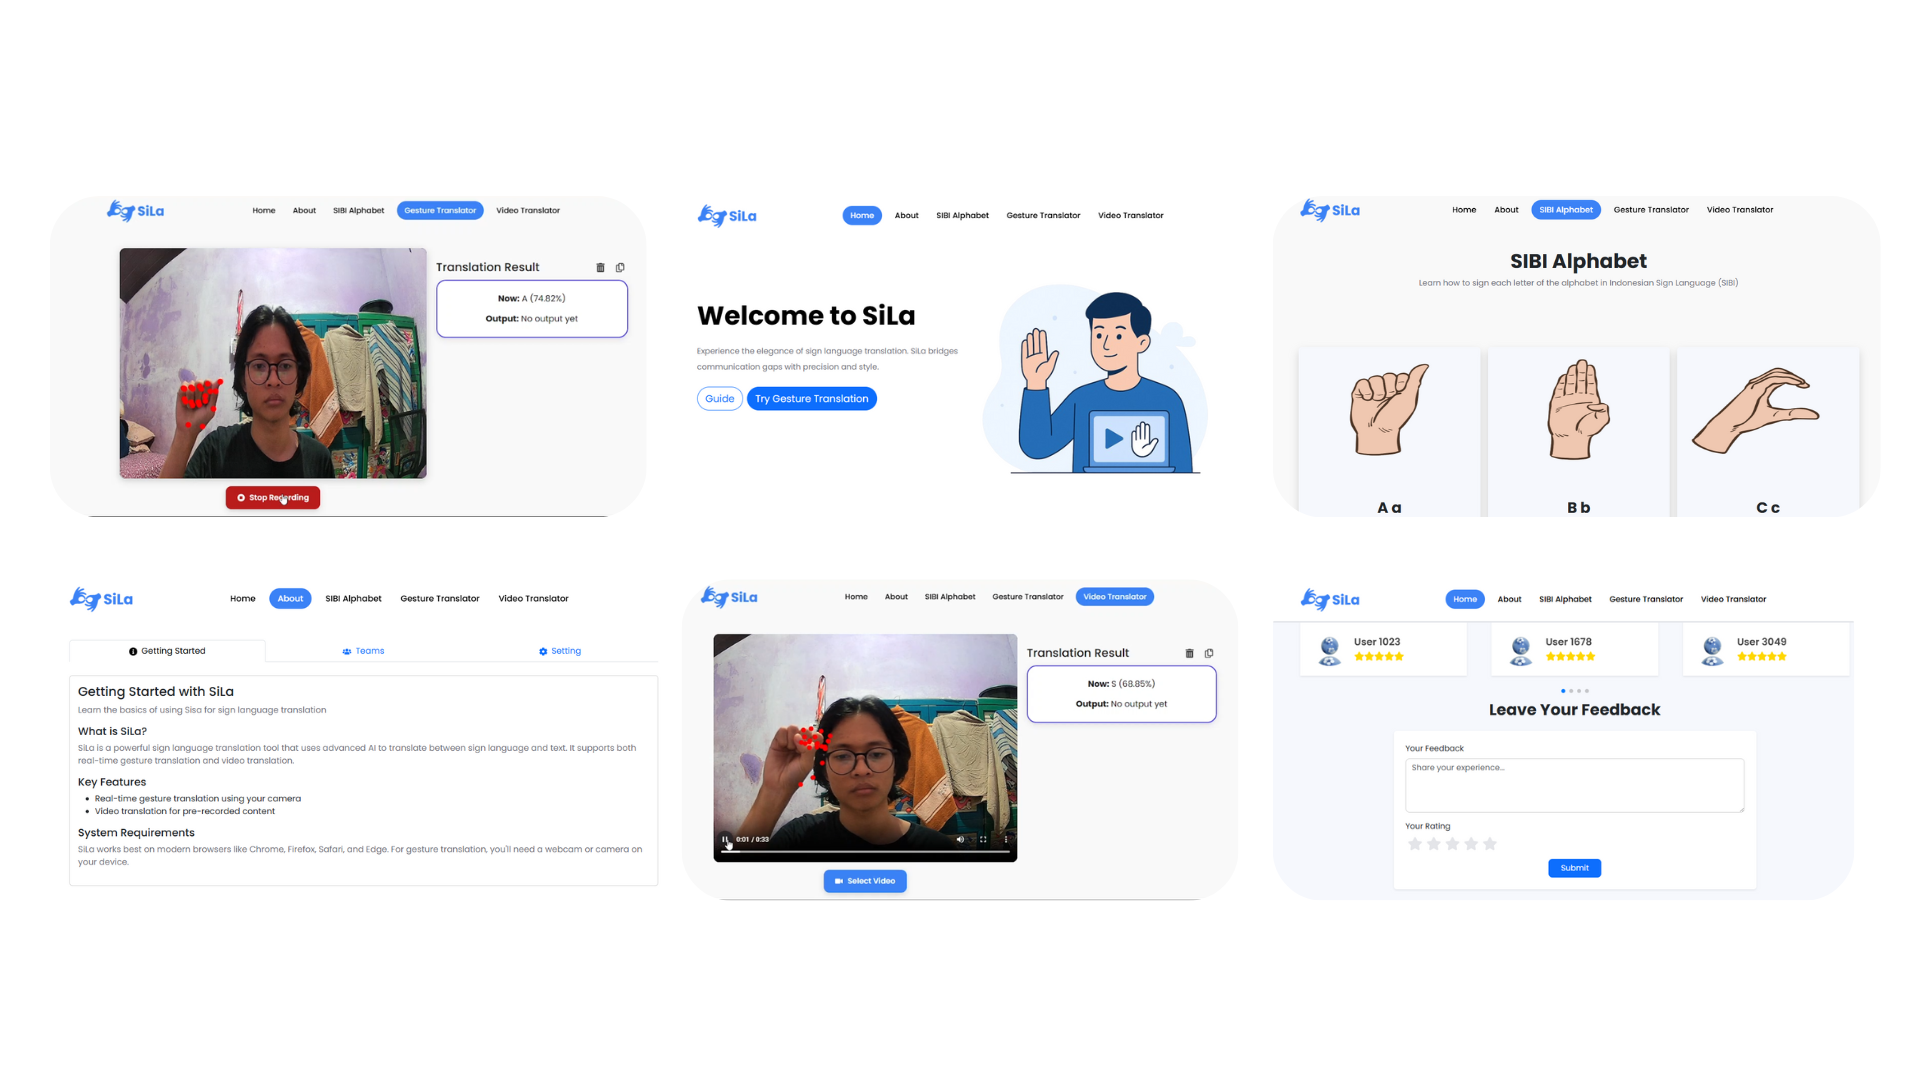 SiLa
Home About SIBI Alphabet Gesture Translator Video Translator
Translation Result
Now: A (74.82%)
Output: No output yet
Stop Recording
SiLa
Home About SIBI Alphabet Gesture Translator Video Translator
Welcome to SiLa
Experience the elegance of sign language translation. SiLa bridges
communication gaps with precision and style.
Guide Try Gesture Translation
SiLa
Home About SIBI Alphabet Gesture Translator Video Translator
SIBI Alphabet
Learn how to sign each letter of the alphabet in Indonesian Sign Language (SIBI)
A a B b C c
SiLa
Home About SIBI Alphabet Gesture Translator Video Translator
Getting Started Teams Setting
Getting Started with SiLa
Learn the basics of using Sisa for sign language translation
What is SiLa?
SiLa is a powerful sign language translation tool that uses advanced AI to translate between sign language and text. It supports both
real-time gesture translation and video translation.
Key Features
• Real-time gesture translation using your camera
• Video translation for pre-recorded content
System Requirements
SiLa works best on modern browsers like Chrome, Firefox, Safari, and Edge. For gesture translation, you'll need a webcam or camera on
your device.
SiLa
Home About SIBI Alphabet Gesture Translator Video Translator
Translation Result
Now: S (68.85%)
Output: No output yet
0:01 / 0:33
Select Video
SiLa
Home About SIBI Alphabet Gesture Translator Video Translator
User 1023 User 1678 User 3049
Leave Your Feedback
Your Feedback
Share your experience...
Your Rating
Submit